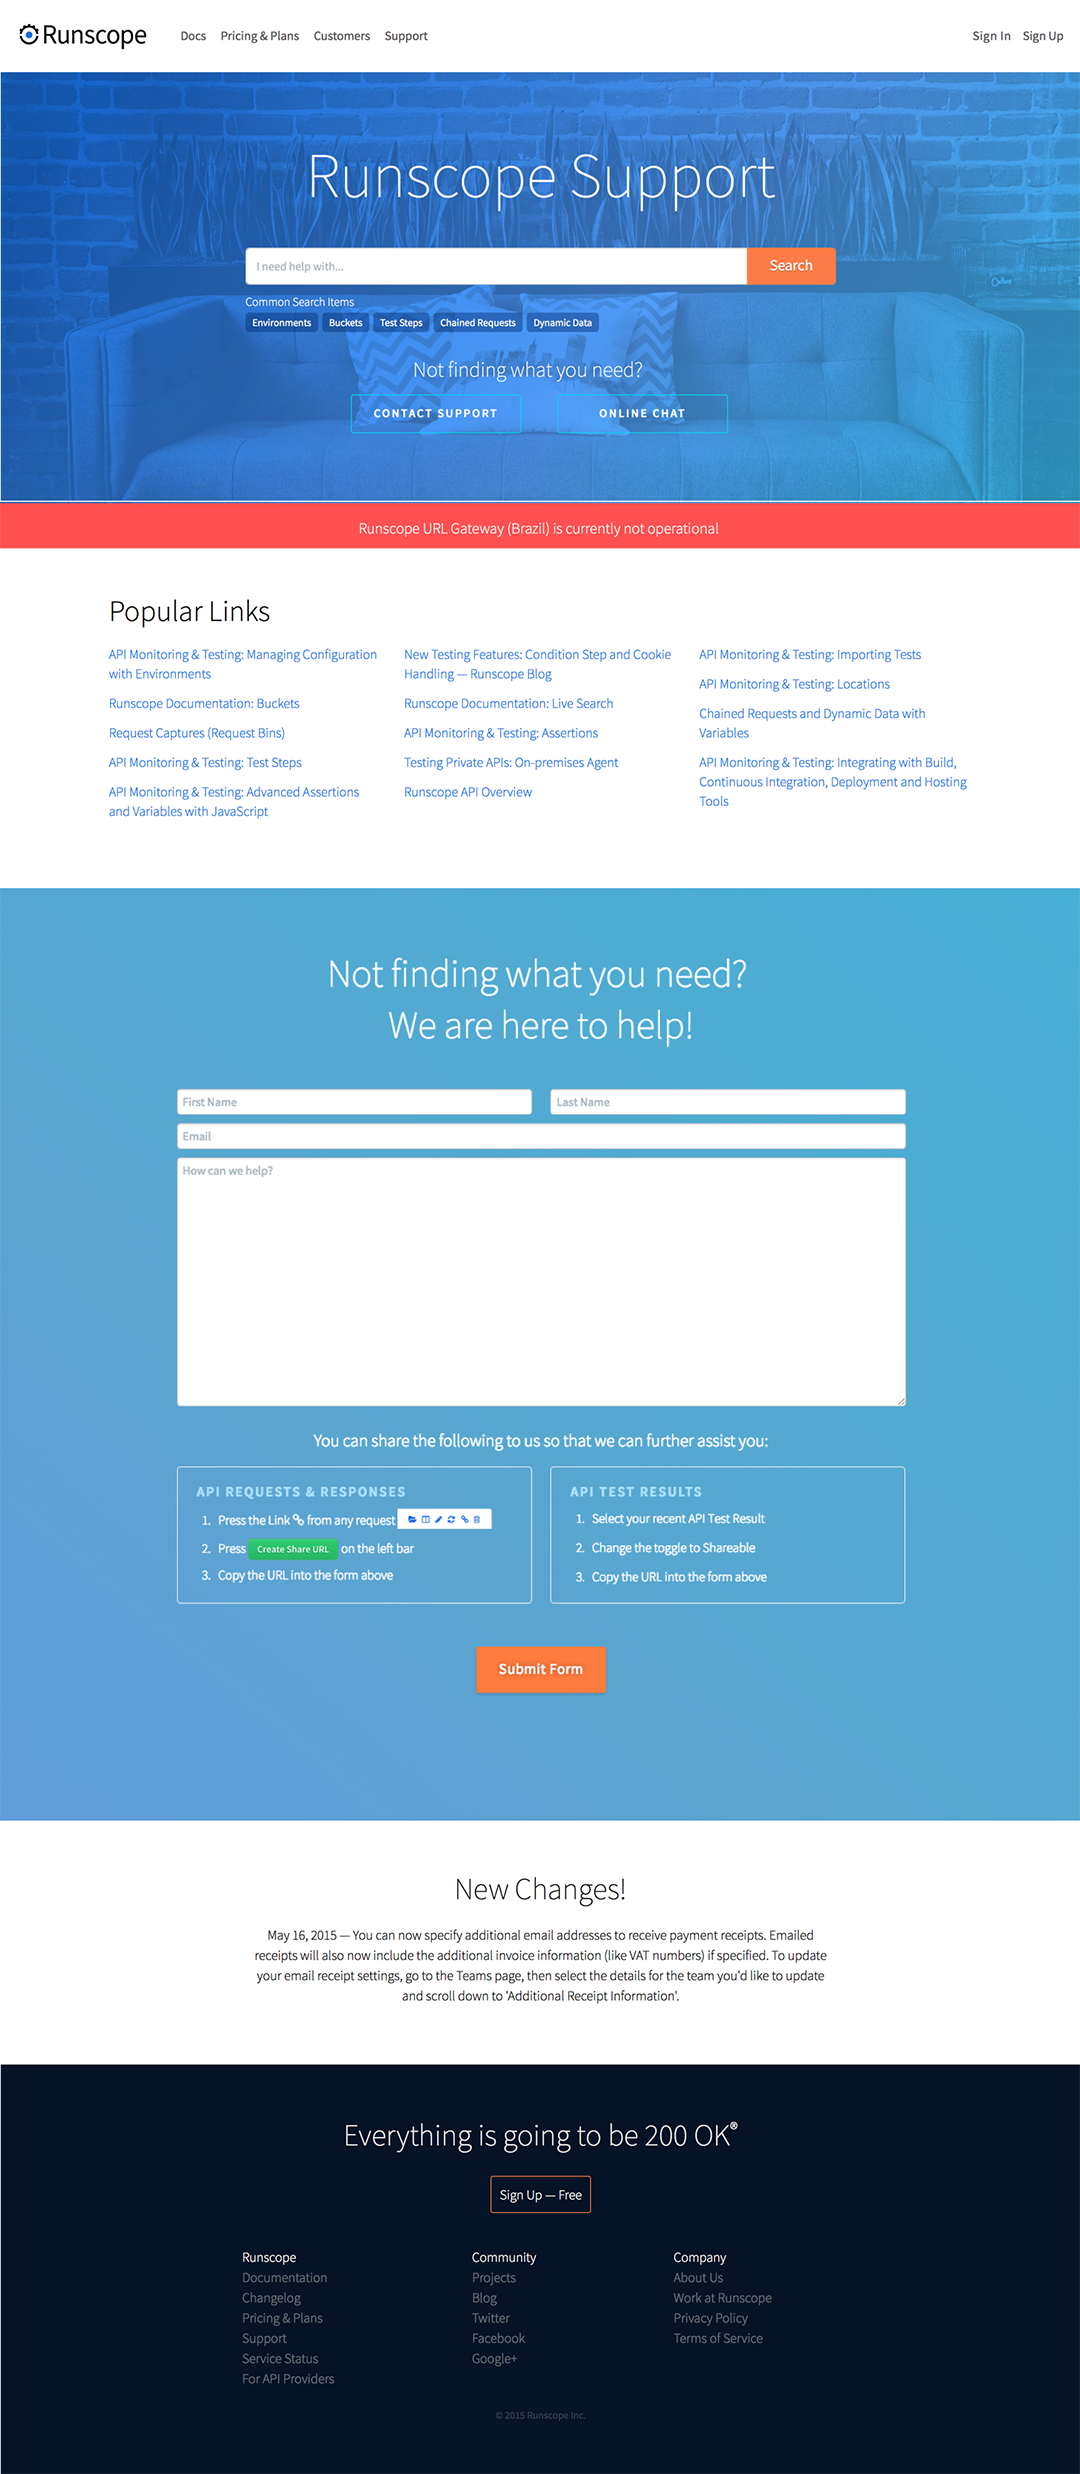 Runscope
Docs Pricing & Plans Customers Support
Sign In Sign Up
Runscope Support
I need help with...
Search
Common Search Items
Environments Buckets Test Steps Chained Requests Dynamic Data
Not finding what you need?
CONTACT SUPPORT
ONLINE CHAT
Runscope URL Gateway (Brazil) is currently not operational
Popular Links
API Monitoring & Testing: Managing Configuration
with Environments
Runscope Documentation: Buckets
Request Captures (Request Bins)
API Monitoring & Testing: Test Steps
API Monitoring & Testing: Advanced Assertions
and Variables with JavaScript
New Testing Features: Condition Step and Cookie
Handling — Runscope Blog
Runscope Documentation: Live Search
API Monitoring & Testing: Assertions
Testing Private APIs: On-premises Agent
Runscope API Overview
API Monitoring & Testing: Importing Tests
API Monitoring & Testing: Locations
Chained Requests and Dynamic Data with
Variables
API Monitoring & Testing: Integrating with Build,
Continuous Integration, Deployment and Hosting
Tools
Not finding what you need?
We are here to help!
First Name
Last Name
Email
How can we help?
You can share the following to us so that we can further assist you:
API REQUESTS & RESPONSES
1. Press the Link from any request
2. Press Create Share URL on the left bar
3. Copy the URL into the form above
API TEST RESULTS
1. Select your recent API Test Result
2. Change the toggle to Shareable
3. Copy the URL into the form above
Submit Form
New Changes!
May 16, 2015 — You can now specify additional email addresses to receive payment receipts. Emailed
receipts will also now include the additional invoice information (like VAT numbers) if specified. To update
your email receipt settings, go to the Teams page, then select the details for the team you'd like to update
and scroll down to 'Additional Receipt Information'.
Everything is going to be 200 OK®
Sign Up — Free
Runscope
Documentation
Changelog
Pricing & Plans
Support
Service Status
For API Providers
Community
Projects
Blog
Twitter
Facebook
Google+
Company
About Us
Work at Runscope
Privacy Policy
Terms of Service
© 2015 Runscope Inc.